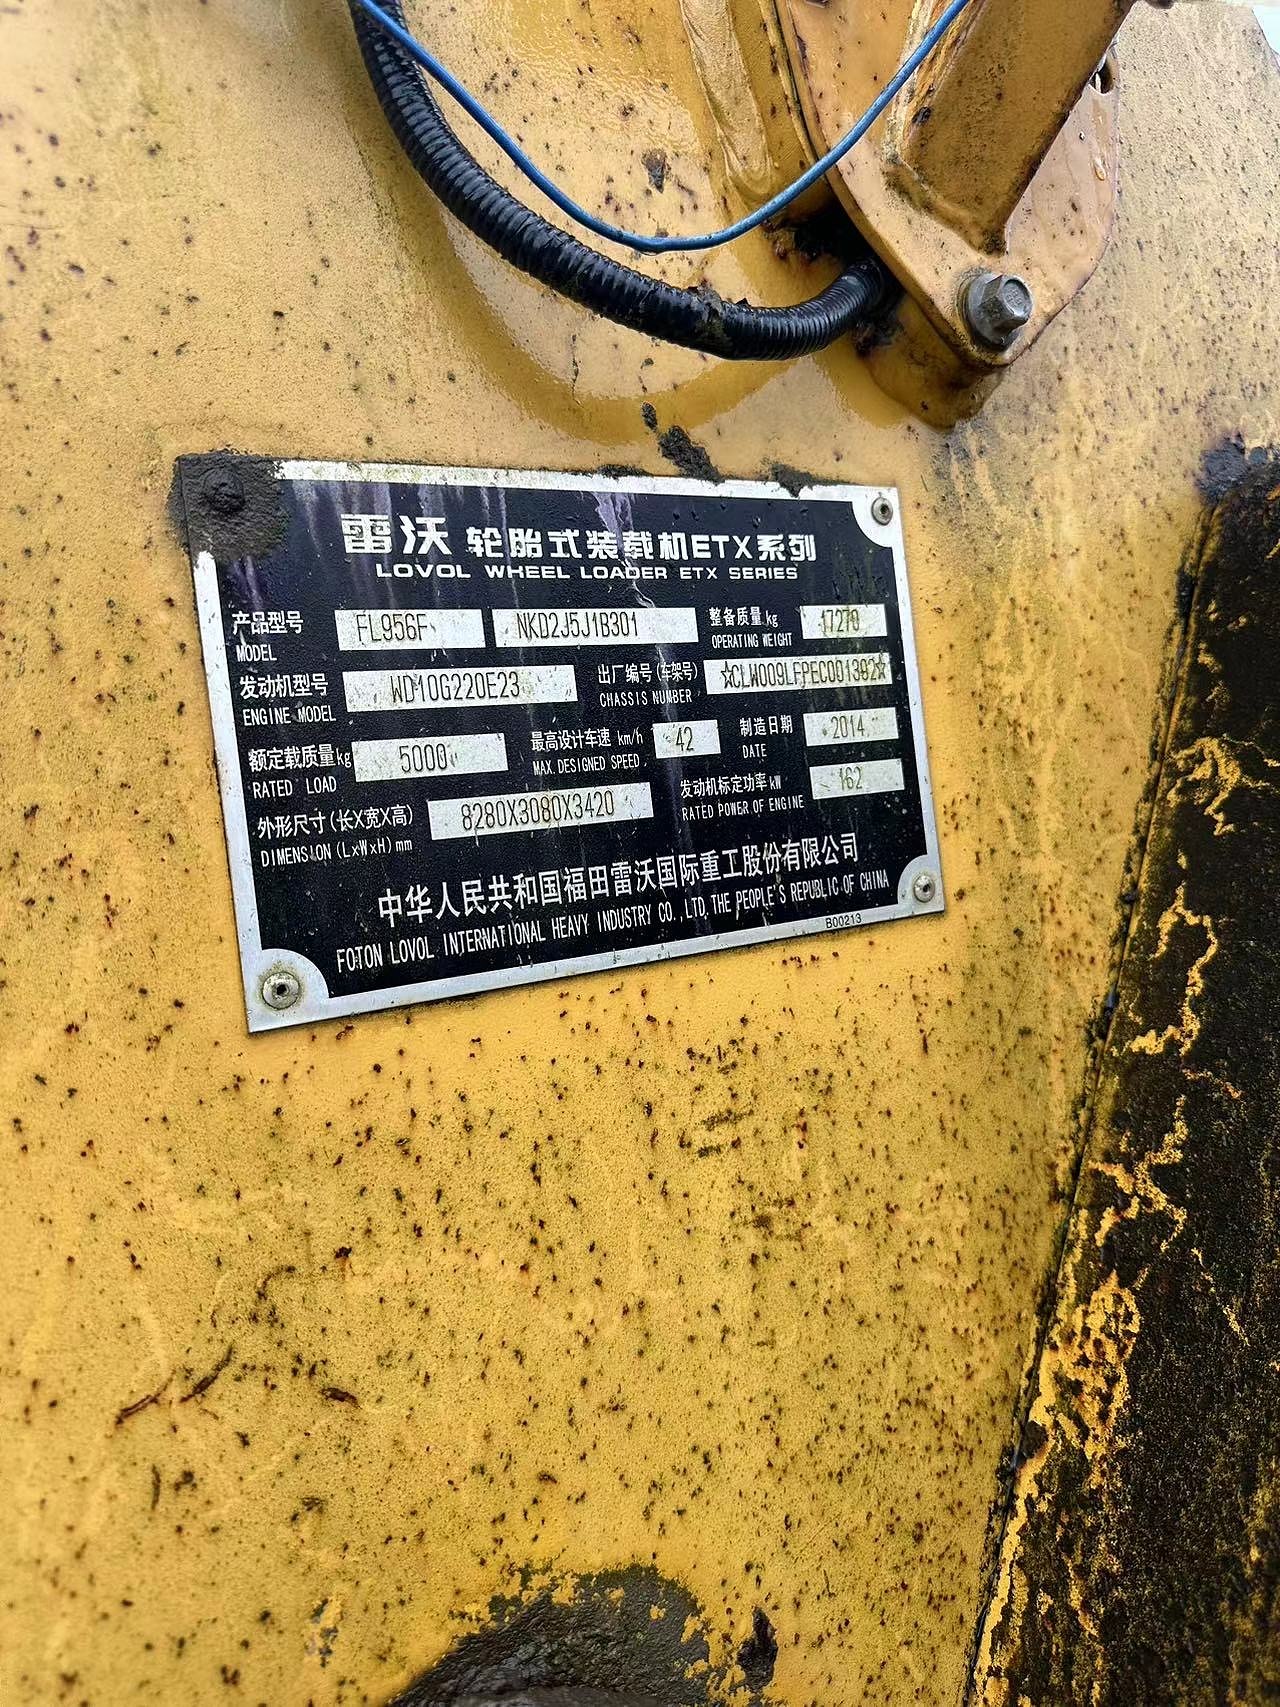 雷沃 轮胎式装载机ETX系列
LOVOL WHEEL LOADER ETX SERIES
产品型号 FL956F NKD2J5J1B301 整备质量 kg 17270
MODEL OPERATING WEIGHT
发动机型号 WD10G220E23 出厂编号 (车架号) ☆CLW009LFPEC001392☆
ENGINE MODEL CHASSIS NUMBER
额定载质量kg 5000 最高设计车速 km/h 42 制造日期 2014
RATED LOAD MAX.DESIGNED SPEED DATE
外形尺寸(长X宽X高) 8280X3080X3420 发动机标定功率 kW 162
DIMENSION (LxWxH) mm RATED POWER OF ENGINE
中华人民共和国福田雷沃国际重工股份有限公司
FOTON LOVOL INTERNATIONAL HEAVY INDUSTRY CO.,LTD.THE PEOPLE'S REPUBLIC OF CHINA
B00213